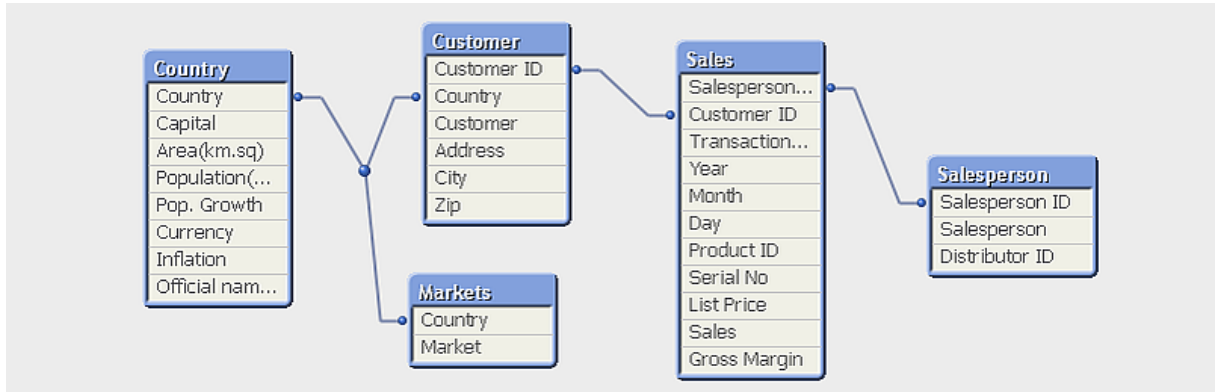 Country
Country
Capital
Area(km.sq)
Population(...
Pop. Growth
Currency
Inflation
Official nam...
Customer
Customer ID
Country
Customer
Address
City
Zip
Markets
Country
Market
Sales
Salesperson...
Customer ID
Transaction...
Year
Month
Day
Product ID
Serial No
List Price
Sales
Gross Margin
Salesperson
Salesperson ID
Salesperson
Distributor ID